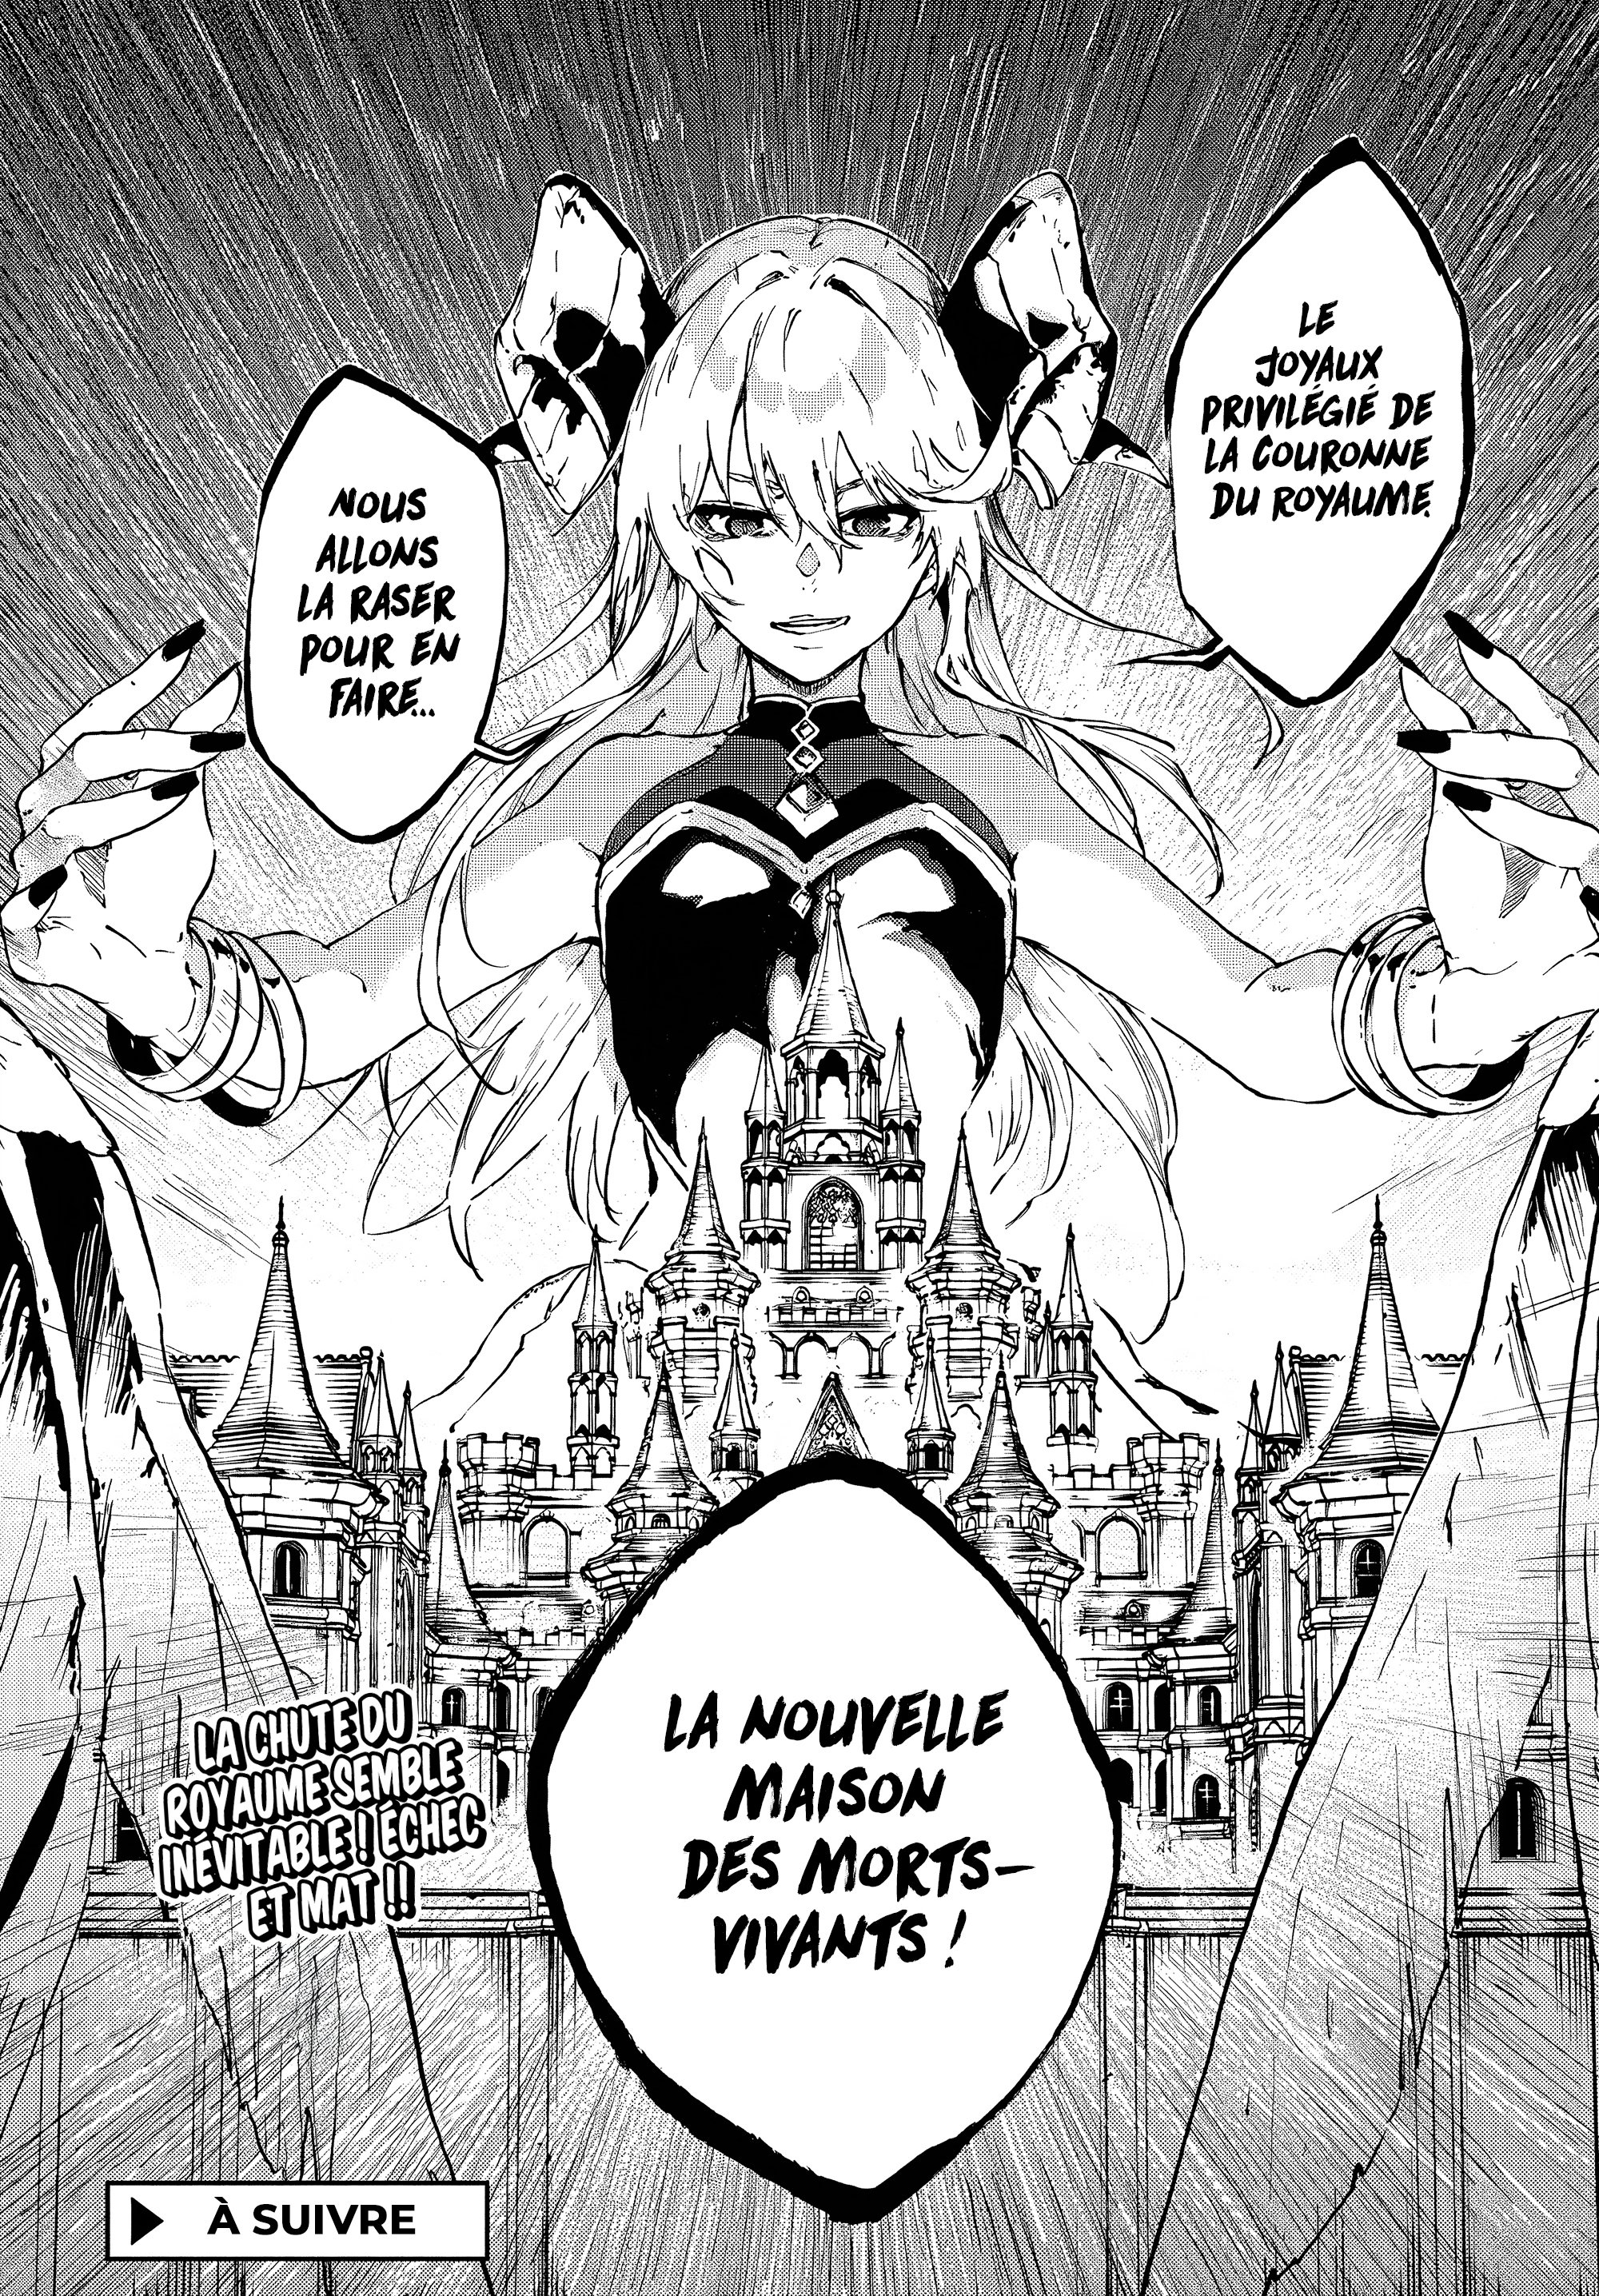 LE
JOYAUX
PRIVILÉGIÉ DE
LA COURONNE
DU ROYAUME.
NOUS
ALLONS
LA RASER
POUR EN
FAIRE...
LA NOUVELLE
MAISON
DES MORTS-
VIVANTS !
LA CHUTE DU
ROYAUME SEMBLE
INÉVITABLE ! ÉCHEC
ET MAT !!
À SUIVRE